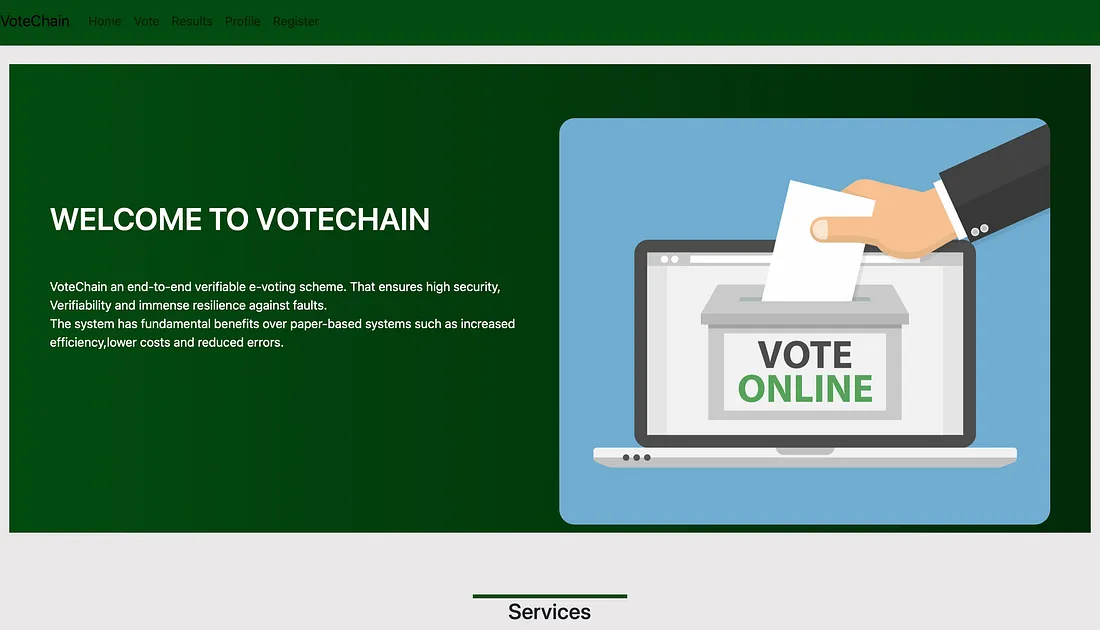 VoteChain Home Vote Results Profile Register
WELCOME TO VOTECHAIN
VoteChain an end-to-end verifiable e-voting scheme. That ensures high security,
Verifiability and immense resilience against faults.
The system has fundamental benefits over paper-based systems such as increased
efficiency,lower costs and reduced errors.
VOTE
ONLINE
Services